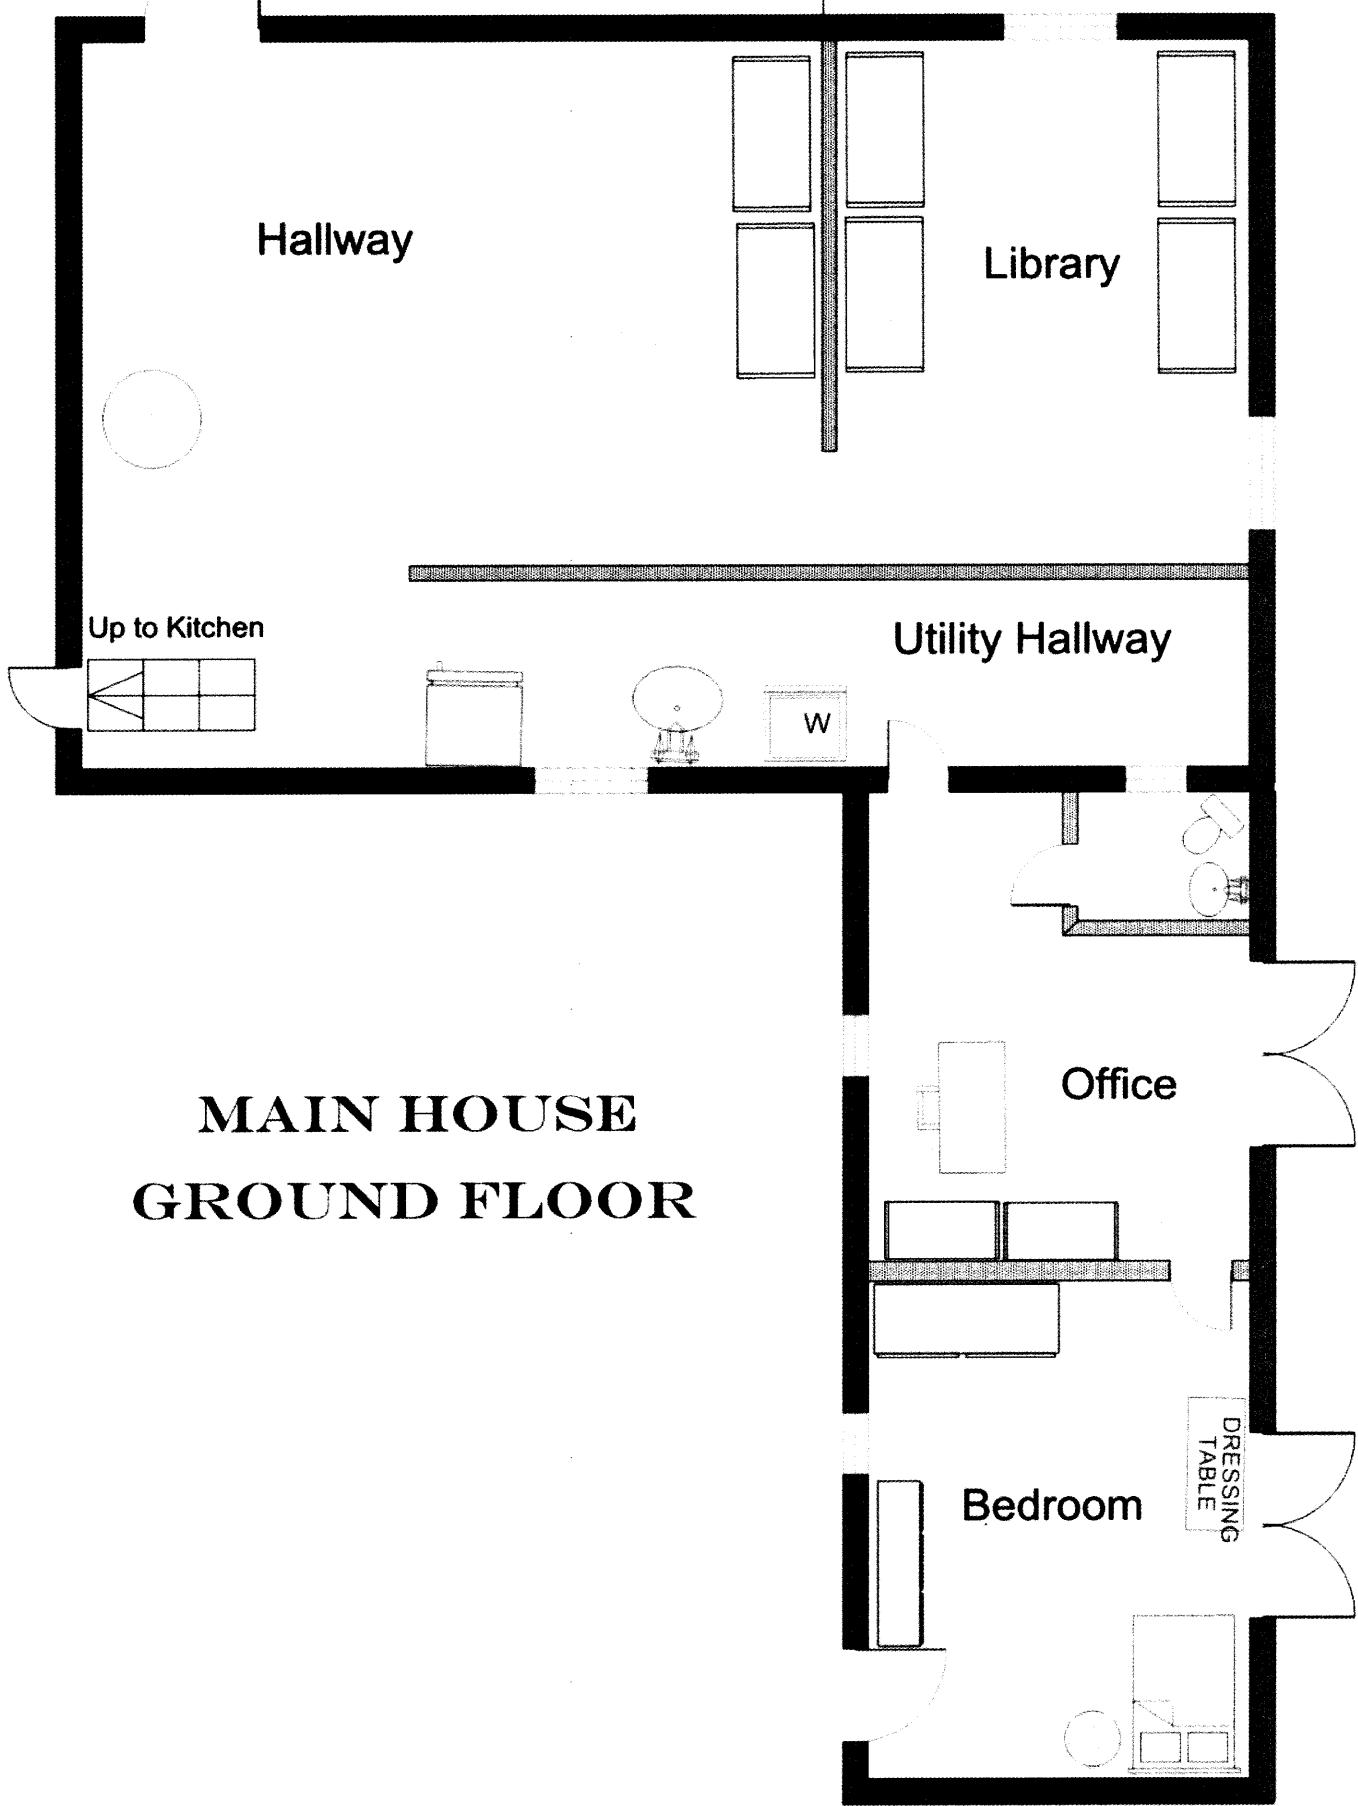 Hallway
Library
Up to Kitchen
Utility Hallway
W
Office
MAIN HOUSE
GROUND FLOOR
DRESSING
TABLE
Bedroom